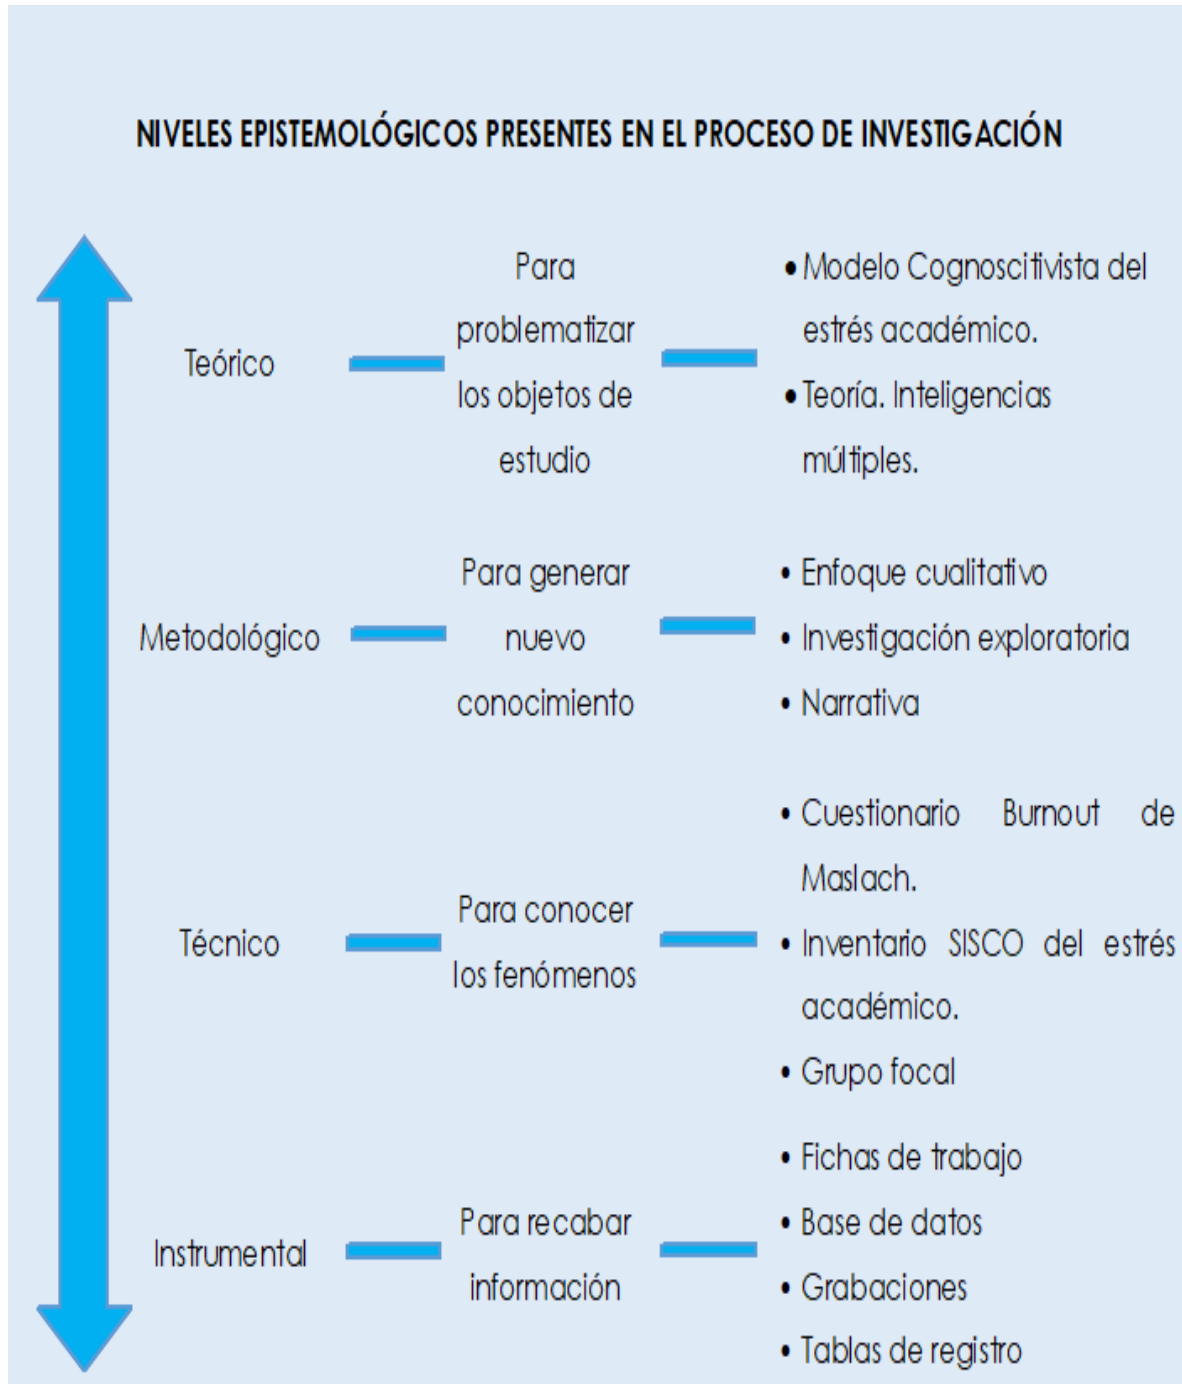 NIVELES EPISTEMOLÓGICOS PRESENTES EN EL PROCESO DE INVESTIGACIÓN
Teórico
Para
problematizar
los objetos de
estudio
• Modelo Cognoscitivista del
estrés académico.
• Teoría. Inteligencias
múltiples.
Metodológico
Para generar
nuevo
conocimiento
• Enfoque cualitativo
• Investigación exploratoria
• Narrativa
Técnico
Para conocer
los fenómenos
• Cuestionario Burnout de
Maslach.
• Inventario SISCO del estrés
académico.
• Grupo focal
Instrumental
Para recabar
información
• Fichas de trabajo
• Base de datos
• Grabaciones
• Tablas de registro